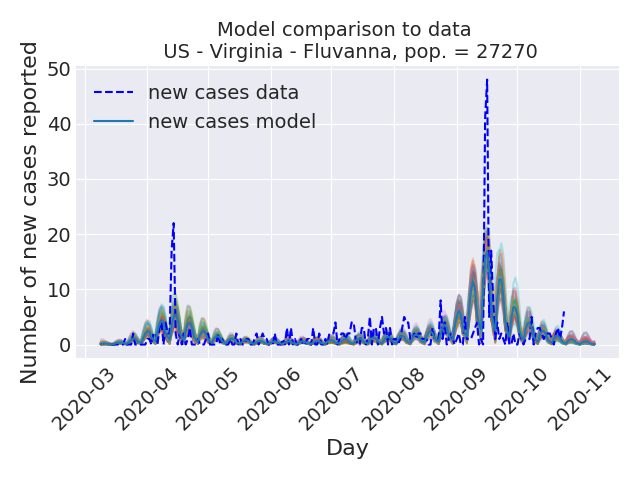 Model comparison to data
US - Virginia - Fluvanna, pop. = 27270
Number of new cases reported
50
40
30
20
10
0
new cases data
new cases model
2020-03
2020-04
2020-05
2020-06
2020-07
2020-08
2020-09
2020-10
2020-11
Day